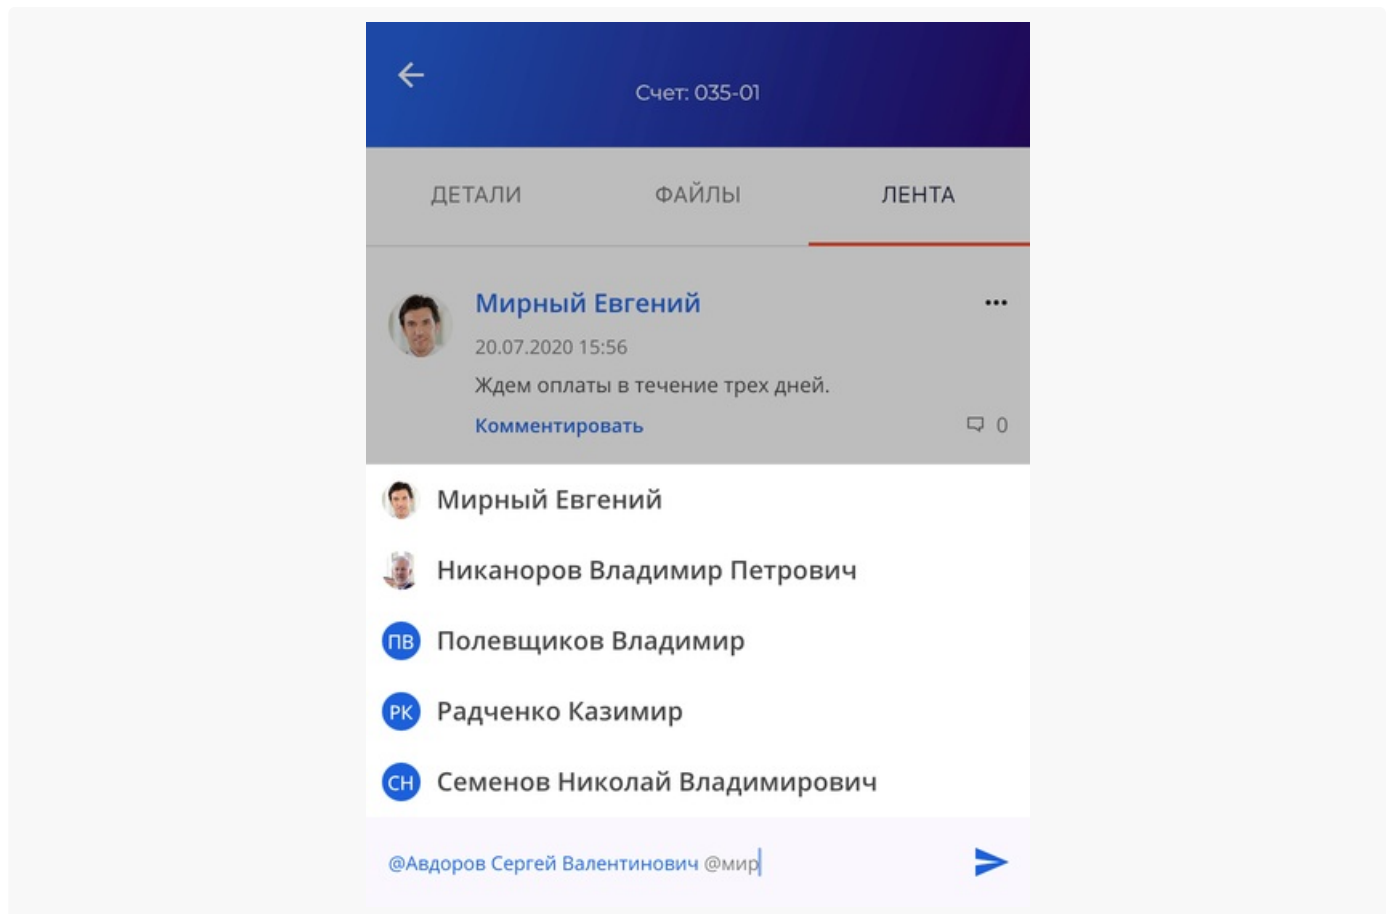 Счет: 035-01
ДЕТАЛИ ФАЙЛЫ ЛЕНТА
Мирный Евгений
20.07.2020 15:56
Ждем оплаты в течение трех дней.
Комментировать 0
Мирный Евгений
Никаноров Владимир Петрович
ПВ Полевщиков Владимир
РК Радченко Казимир
СН Семенов Николай Владимирович
@Авдоров Сергей Валентинович @мир